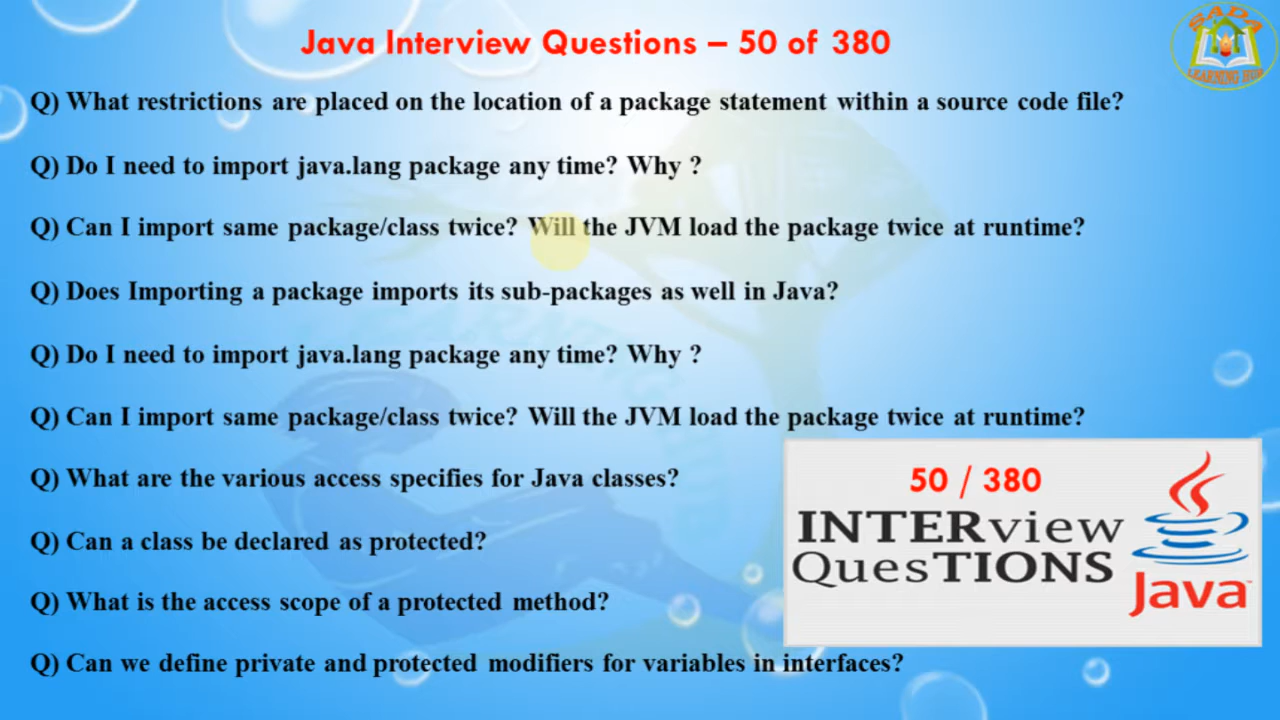 Java Interview Questions – 50 of 380
SADA
LEARNING HUB
Q) What restrictions are placed on the location of a package statement within a source code file?
Q) Do I need to import java.lang package any time? Why ?
Q) Can I import same package/class twice? Will the JVM load the package twice at runtime?
Q) Does Importing a package imports its sub-packages as well in Java?
Q) Do I need to import java.lang package any time? Why ?
Q) Can I import same package/class twice? Will the JVM load the package twice at runtime?
Q) What are the various access specifies for Java classes?
Q) Can a class be declared as protected?
Q) What is the access scope of a protected method?
Q) Can we define private and protected modifiers for variables in interfaces?
50 / 380
INTERview
QuesTIONS
Java